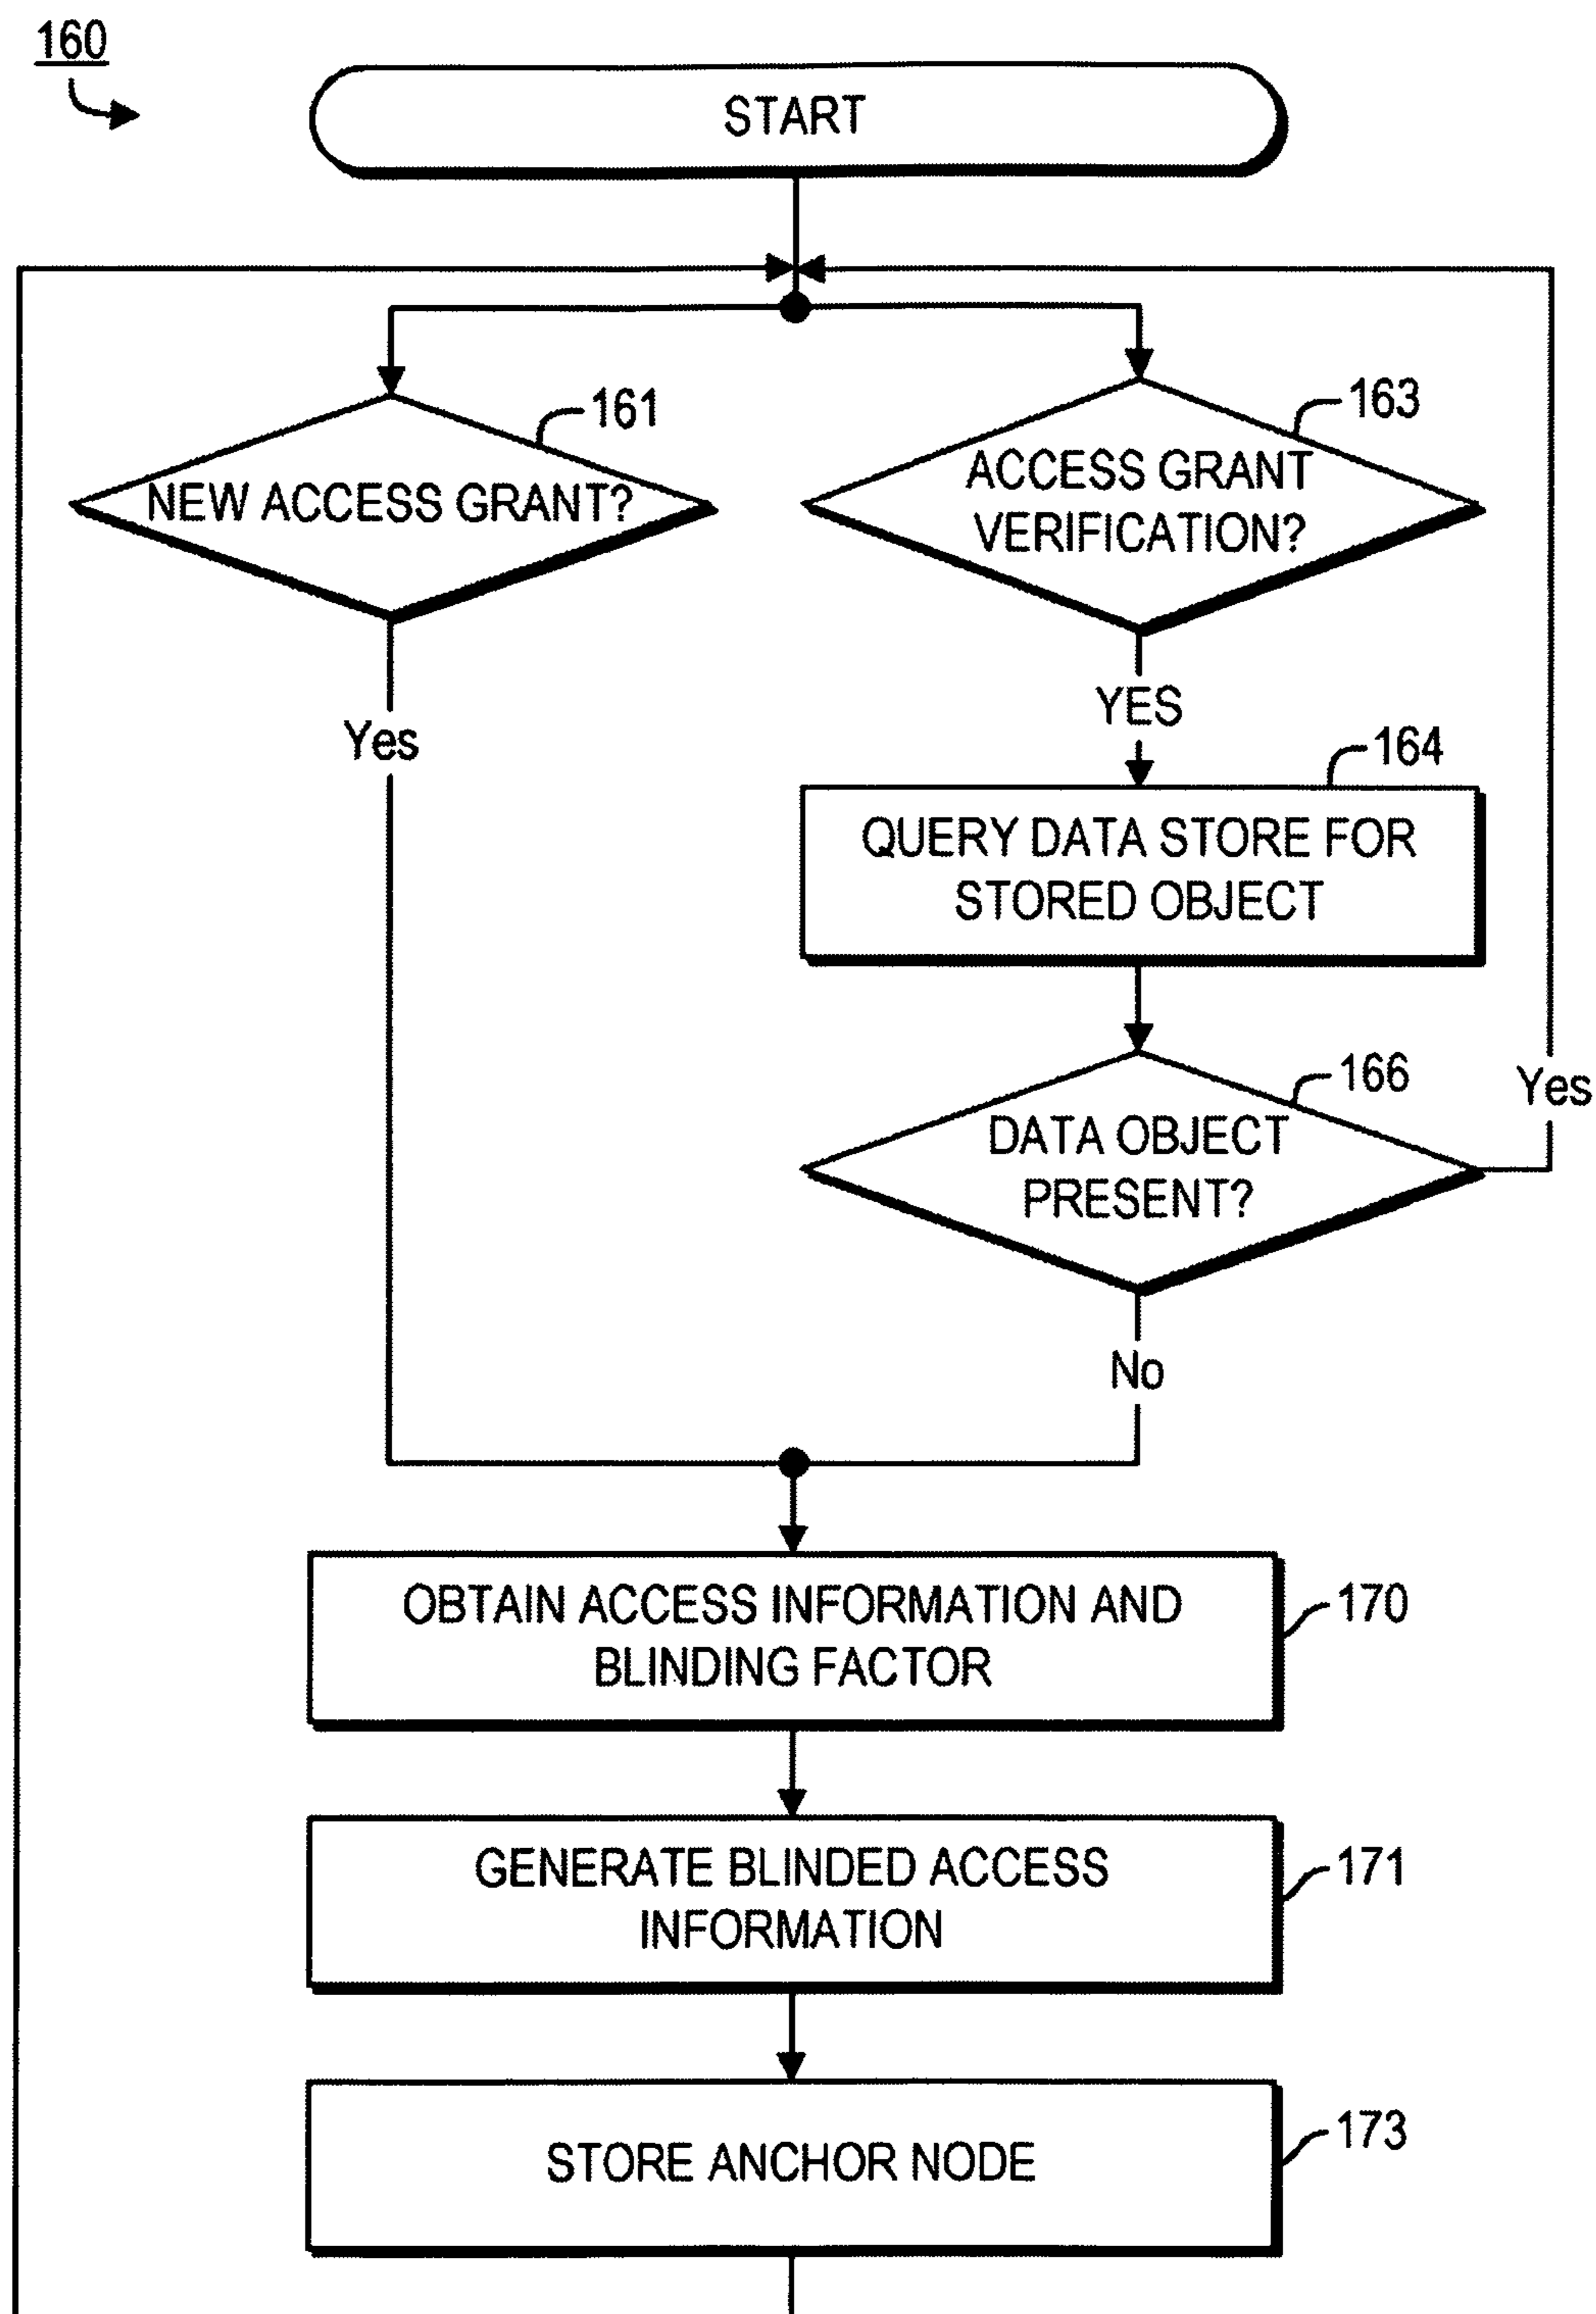 160
START
161
NEW ACCESS GRANT?
163
ACCESS GRANT
VERIFICATION?
Yes
YES
164
QUERY DATA STORE FOR
STORED OBJECT
166
DATA OBJECT
PRESENT?
Yes
No
OBTAIN ACCESS INFORMATION AND
BLINDING FACTOR
170
GENERATE BLINDED ACCESS
INFORMATION
171
STORE ANCHOR NODE
173